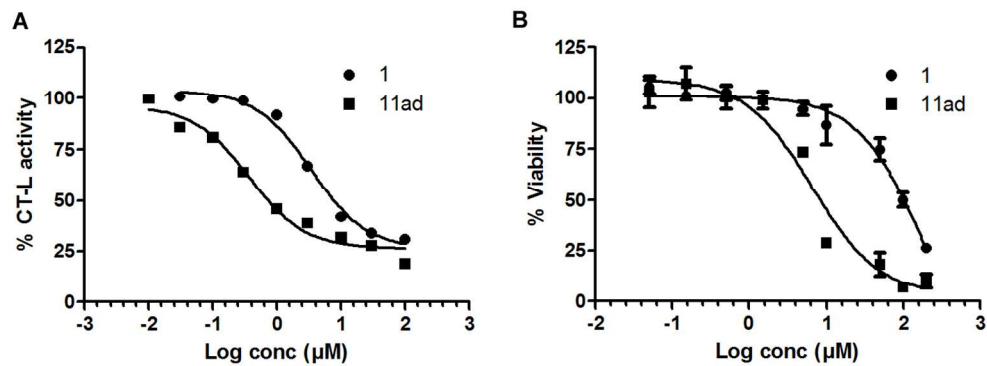 A
% CT-L activity
125
100
75
50
25
0
-3 -2 -1 0 1 2 3
Log conc (µM)
1
11ad
B
% Viability
125
100
75
50
25
0
-2 -1 0 1 2 3
Log conc (µM)
1
11ad